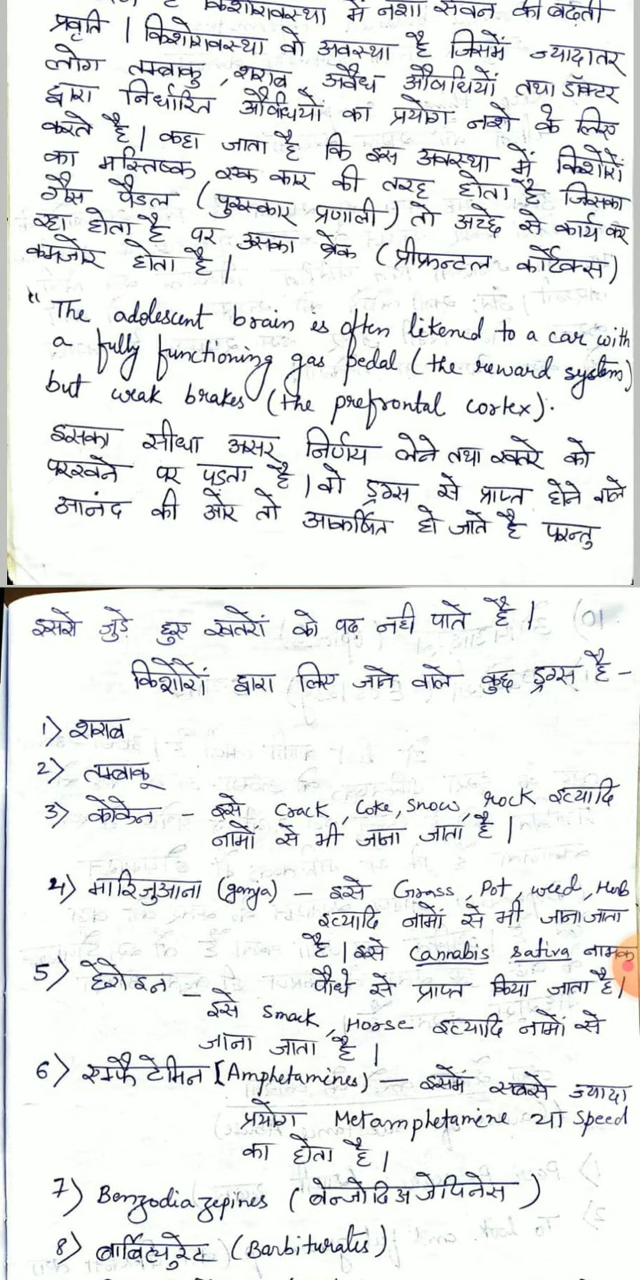 है किशोरावस्था में नशा सेवन की बढ़ती
प्रवृति | किशोरावस्था वो अवस्था है जिसमें ज्यादातर
लोग तम्बाकू, शराब, अवैध औषधियों तथा डॉक्टर
द्वारा निर्धारित औषधियों का प्रयोग नशे के लिए
करते है | कहा जाता है कि इस अवस्था में किशोरों
का मस्तिष्क एक कार की तरह होता है जिसका
गैस पैडल (पुरस्कार प्रणाली) तो अच्छे से कार्य कर
रहा होता है पर उसका ब्रेक (प्रीफ्रन्टल कॉर्टेक्स)
कमजोर होता है |
" The adolescent brain is often likened to a car with
a fully functioning gas pedal (the reward system)
but weak brakes (the prefrontal cortex).
इसका सीधा असर निर्णय लेने तथा खतरे को
परखने पर पड़ता है | वो ड्रग्स से प्राप्त होने वाले
आनंद की ओर तो आकर्षित हो जाते है परन्तु
इससे जुड़े हुए खतरों को पढ़ नही पाते है |
किशोरों द्वारा लिए जाने वाले कुछ ड्रग्स है -
1) शराब
2) तम्बाकू
3) कोकेन - इसे Crack, Coke, Snow, rock इत्यादि
नामों से भी जाना जाता है |
4) मारिजुआना (ganja) - इसे Grass, Pot, weed, Herb
इत्यादि नामों से भी जाना जाता
है | इसे Cannabis sativa नामक
पौधे से प्राप्त किया जाता है |
5) हेरोइन - इसे Smack, Horse इत्यादि नामों से
जाना जाता है |
6) एम्फैटेमिन [Amphetamines) - इसमें सबसे ज्यादा
प्रयोग Metamphetamine या Speed
का होता है |
7) Benzodiazepines (बेन्जोदिअजेपिनेस)
8) बार्बिट्युरेट (Barbiturates)